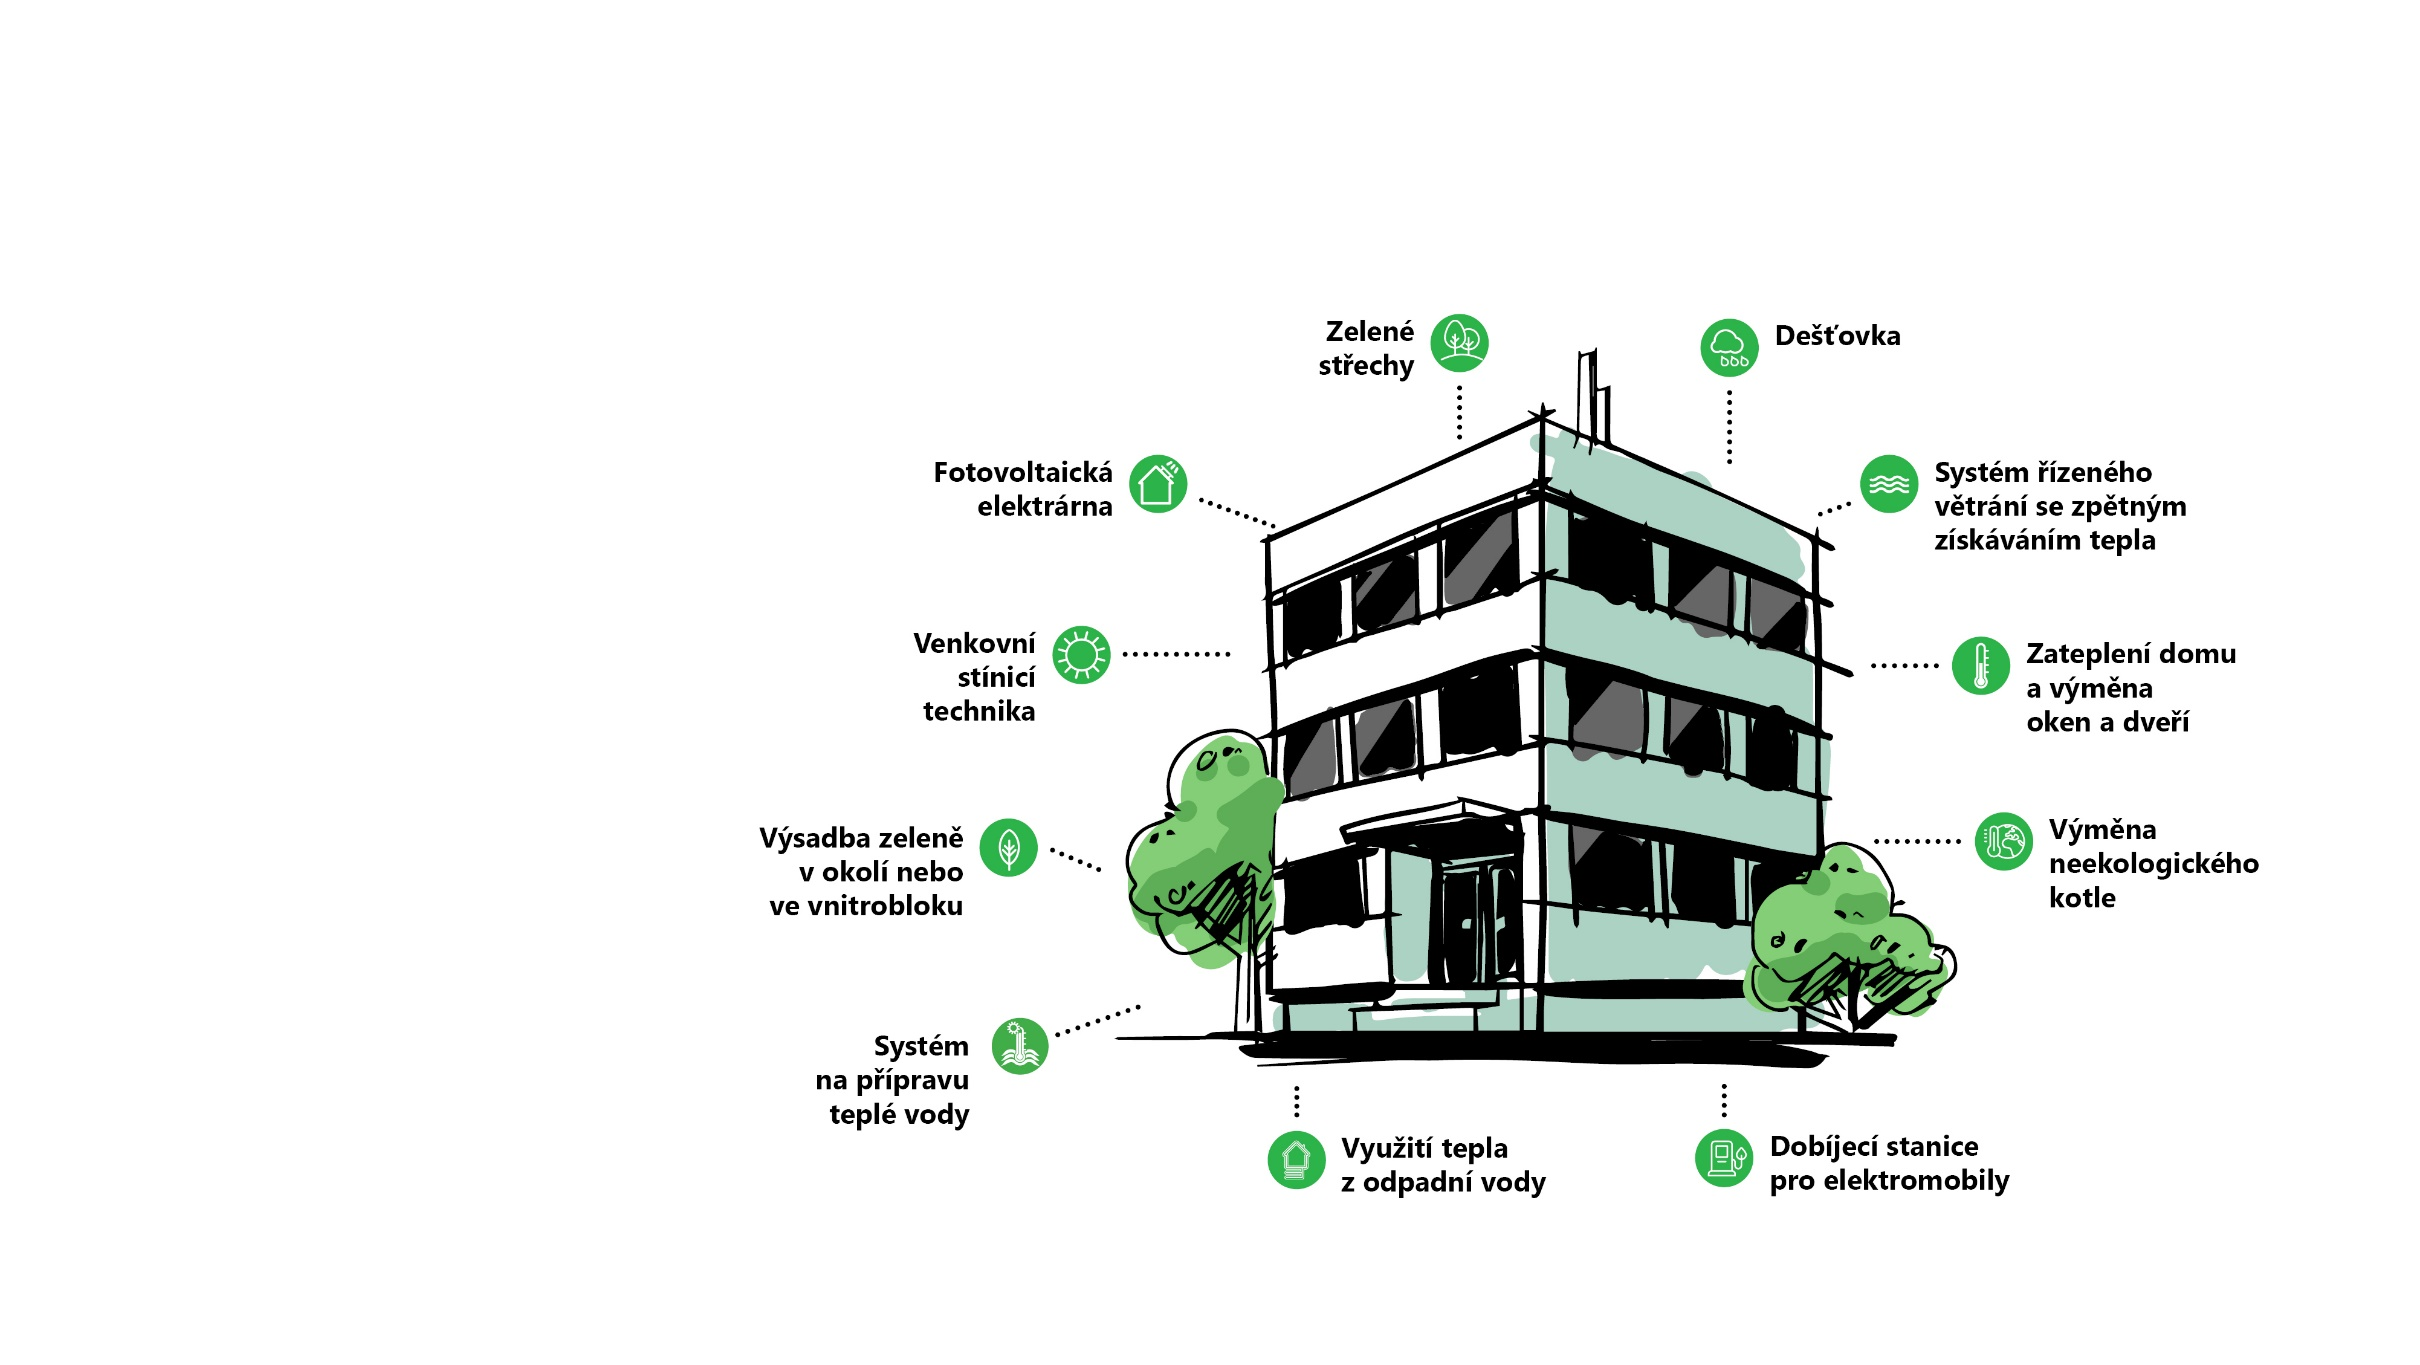 Zelené
střechy
Dešťovka
Fotovoltaická
elektrárna
Systém řízeného
větrání se zpětným
získáváním tepla
Venkovní
stínicí
technika
Zateplení domu
a výměna
oken a dveří
Výsadba zeleně
v okolí nebo
ve vnitrobloku
Výměna
neekologického
kotle
Systém
na přípravu
teplé vody
Využití tepla
z odpadní vody
Dobíjecí stanice
pro elektromobily